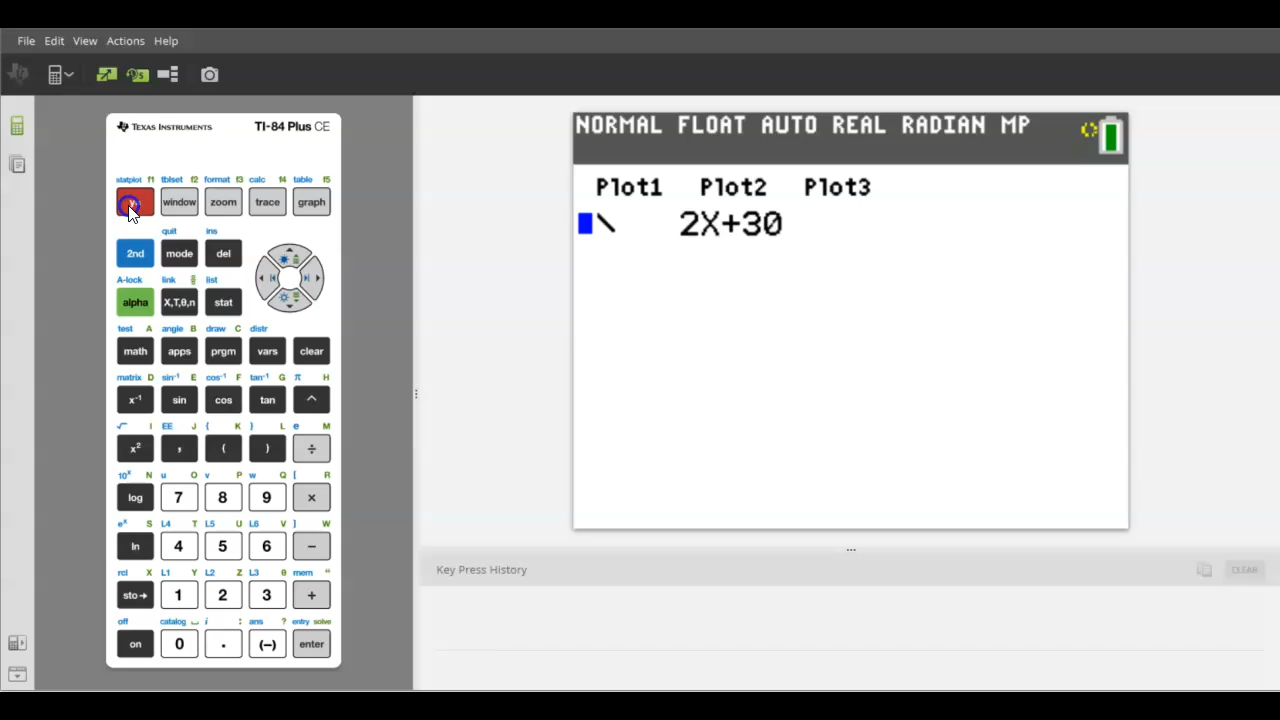 File Edit View Actions Help
TEXAS INSTRUMENTS TI-84 Plus CE
statplot f1 tblset f2 format f3 calc f4 table f5
window zoom trace graph
quit ins
2nd mode del
A-lock link list
alpha X,T,θ,n stat
test A angle B draw C distr
math apps prgm vars clear
matrix D sin⁻¹ E cos⁻¹ F tan⁻¹ G π H
x⁻¹ sin cos tan ^
√ I EE J { K } L e M
x² , ( ) ÷
10ˣ N u O v P w Q [ R
log 7 8 9 ×
eˣ S L4 T L5 U L6 V ] W
ln 4 5 6 −
rcl X L1 Y L2 Z L3 θ mem "
sto→ 1 2 3 +
off catalog i : ans ? entry solve
on 0 . (−) enter
NORMAL FLOAT AUTO REAL RADIAN MP
Plot1 Plot2 Plot3
\ 2X+30
Key Press History
CLEAR